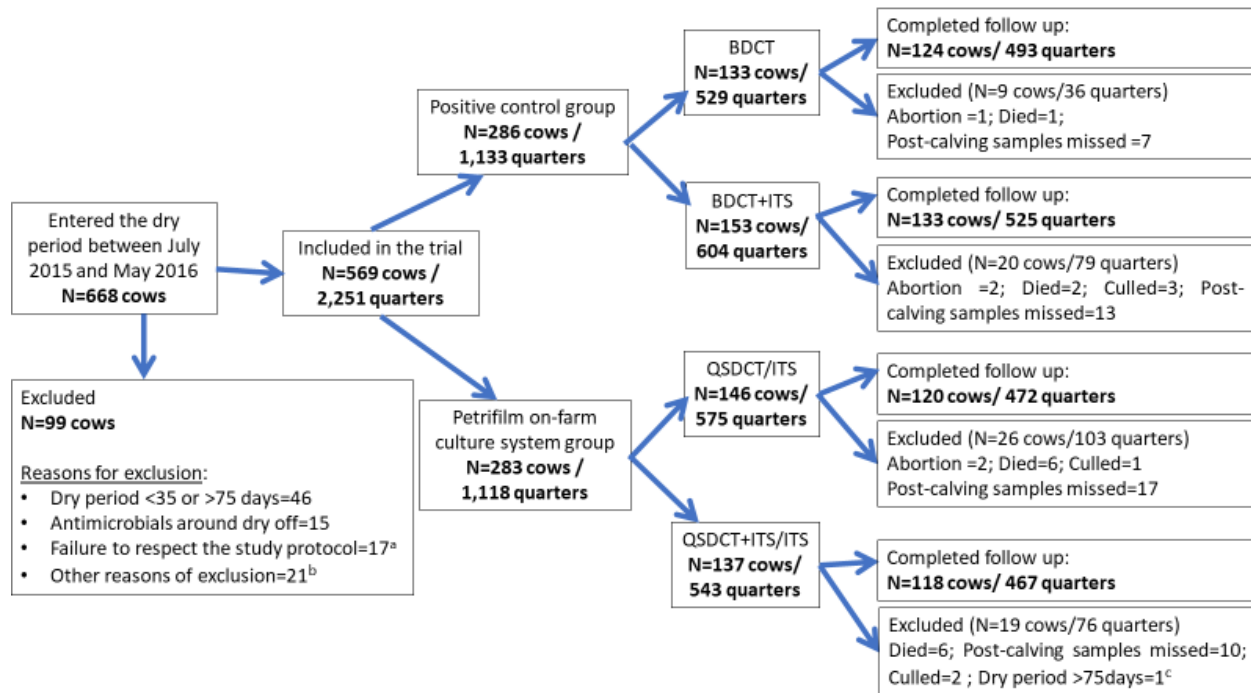 Entered the dry
period between July
2015 and May 2016
N=668 cows
Excluded
N=99 cows
Reasons for exclusion:
• Dry period <35 or >75 days=46
• Antimicrobials around dry off=15
• Failure to respect the study protocol=17a
• Other reasons of exclusion=21b
Included in the trial
N=569 cows /
2,251 quarters
Positive control group
N=286 cows /
1,133 quarters
Petrifilm on-farm
culture system group
N=283 cows /
1,118 quarters
BDCT
N=133 cows/
529 quarters
BDCT+ITS
N=153 cows/
604 quarters
QSDCT/ITS
N=146 cows/
575 quarters
QSDCT+ITS/ITS
N=137 cows/
543 quarters
Completed follow up:
N=124 cows/ 493 quarters
Excluded (N=9 cows/36 quarters)
Abortion =1; Died=1;
Post-calving samples missed =7
Completed follow up:
N=133 cows/ 525 quarters
Excluded (N=20 cows/79 quarters)
Abortion =2; Died=2; Culled=3; Post-
calving samples missed=13
Completed follow up:
N=120 cows/ 472 quarters
Excluded (N=26 cows/103 quarters)
Abortion=2; Died=6; Culled=1
Post-calving samples missed=17
Completed follow up:
N=118 cows/ 467 quarters
Excluded (N=19 cows/76 quarters)
Died=6; Post-calving samples missed=10;
Culled=2 ; Dry period >75days=1c